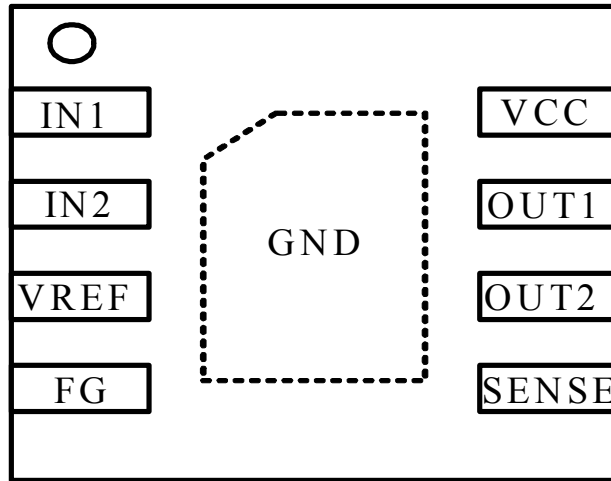 IN1
VCC
IN2
OUT1
GND
VREF
OUT2
FG
SENSE